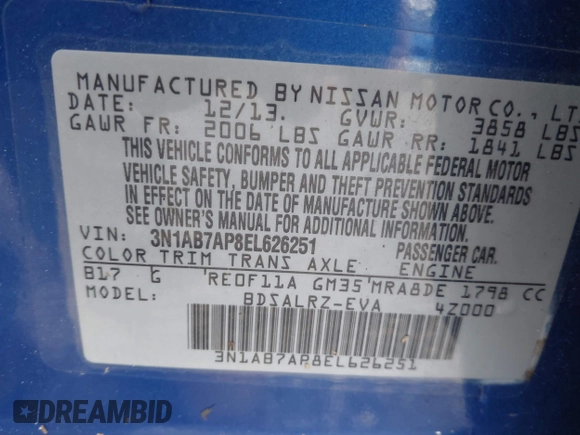 MANUFACTURED BY NISSAN MOTOR CO., LT
DATE: 12/13. GVWR: 3858 LBS
GAWR FR: 2006 LBS GAWR RR: 1841 LBS
THIS VEHICLE CONFORMS TO ALL APPLICABLE FEDERAL MOTOR
VEHICLE SAFETY, BUMPER AND THEFT PREVENTION STANDARDS
IN EFFECT ON THE DATE OF MANUFACTURE SHOWN ABOVE.
SEE OWNER'S MANUAL FOR ADDITIONAL INFORMATION.
VIN: 3N1AB7AP8EL626251 PASSENGER CAR.
COLOR TRIM TRANS AXLE ENGINE
B17 G RE0F11A GM35 MRA8DE 1798 CC
MODEL: BDSALRZ-EVA 4Z000
3N1AB7AP8EL626251
DREAMBID